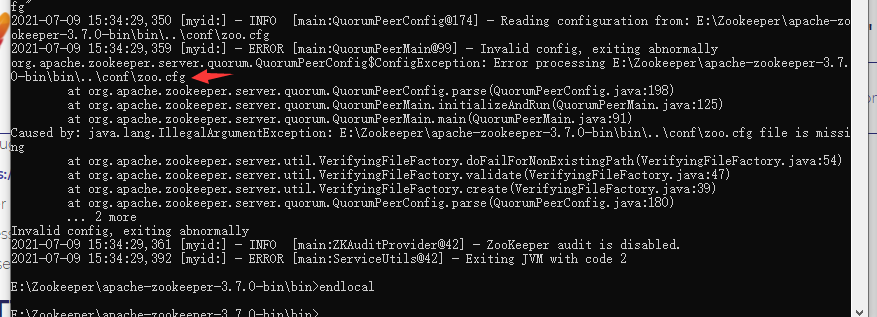 fg"
2021-07-09 15:34:29,350 [myid:] - INFO  [main:QuorumPeerConfig@174] - Reading configuration from: E:\Zookeeper\apache-zo
okeeper-3.7.0-bin\bin\..\conf\zoo.cfg
2021-07-09 15:34:29,359 [myid:] - ERROR [main:QuorumPeerMain@99] - Invalid config, exiting abnormally
org.apache.zookeeper.server.quorum.QuorumPeerConfig$ConfigException: Error processing E:\Zookeeper\apache-zookeeper-3.7.
0-bin\bin\..\conf\zoo.cfg
        at org.apache.zookeeper.server.quorum.QuorumPeerConfig.parse(QuorumPeerConfig.java:198)
        at org.apache.zookeeper.server.quorum.QuorumPeerMain.initializeAndRun(QuorumPeerMain.java:125)
        at org.apache.zookeeper.server.quorum.QuorumPeerMain.main(QuorumPeerMain.java:91)
Caused by: java.lang.IllegalArgumentException: E:\Zookeeper\apache-zookeeper-3.7.0-bin\bin\..\conf\zoo.cfg file is missi
ng
        at org.apache.zookeeper.server.util.VerifyingFileFactory.doFailForNonExistingPath(VerifyingFileFactory.java:54)
        at org.apache.zookeeper.server.util.VerifyingFileFactory.validate(VerifyingFileFactory.java:47)
        at org.apache.zookeeper.server.util.VerifyingFileFactory.create(VerifyingFileFactory.java:39)
        at org.apache.zookeeper.server.quorum.QuorumPeerConfig.parse(QuorumPeerConfig.java:180)
        ... 2 more
Invalid config, exiting abnormally
2021-07-09 15:34:29,361 [myid:] - INFO  [main:ZKAuditProvider@42] - ZooKeeper audit is disabled.
2021-07-09 15:34:29,392 [myid:] - ERROR [main:ServiceUtils@42] - Exiting JVM with code 2
E:\Zookeeper\apache-zookeeper-3.7.0-bin\bin>endlocal
E:\Zookeeper\apache-zookeeper-3.7.0-bin\bin>